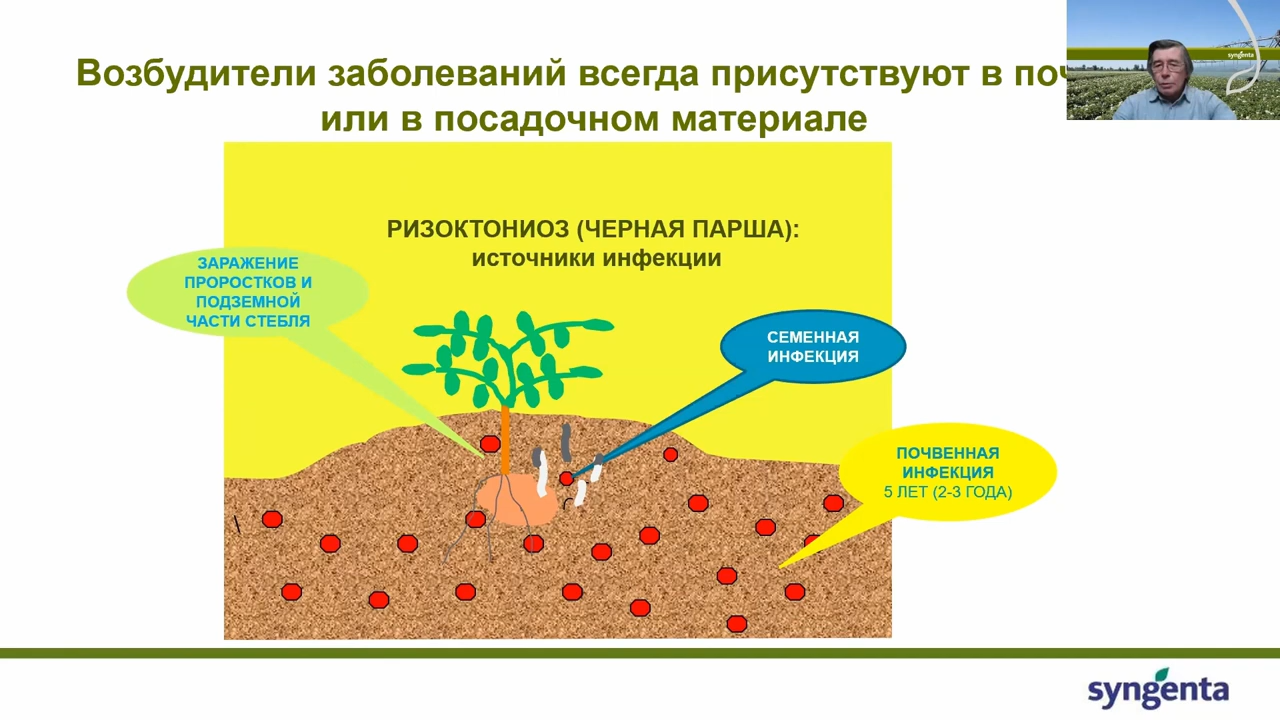 Возбудители заболеваний всегда присутствуют в
или в посадочном материале
РИЗОКТОНИОЗ (ЧЕРНАЯ ПАРША):
источники инфекции
ЗАРАЖЕНИЕ
ПРОРОСТКОВ И
ПОДЗЕМНОЙ
ЧАСТИ СТЕБЛЯ
СЕМЕННАЯ
ИНФЕКЦИЯ
ПОЧВЕННАЯ
ИНФЕКЦИЯ
5 ЛЕТ (2-3 ГОДА)
syngenta
syngenta